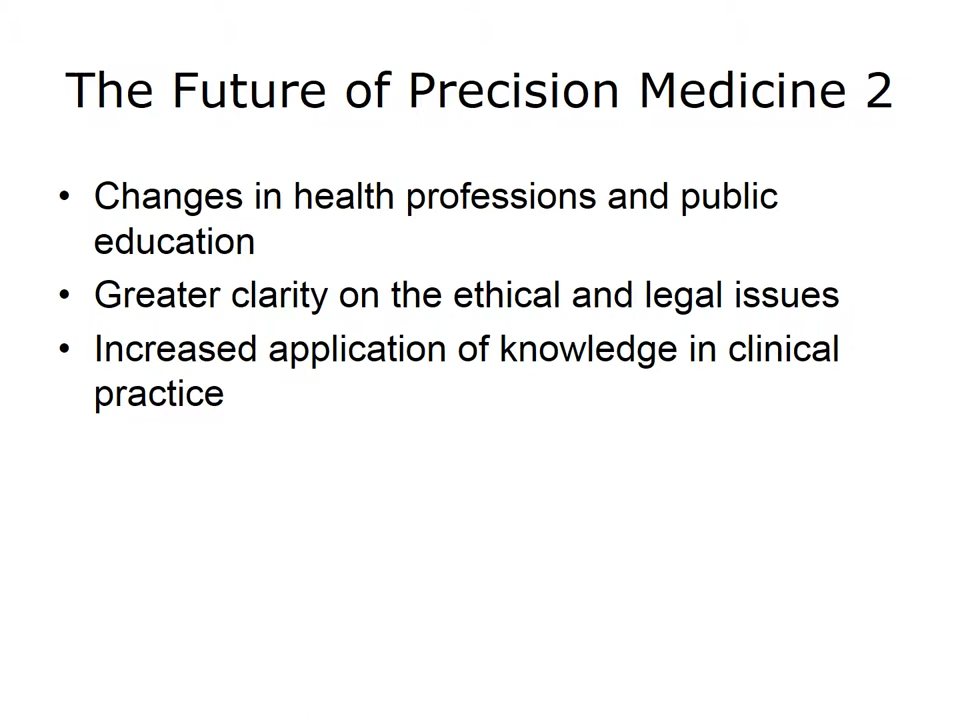 The Future of Precision Medicine 2
• Changes in health professions and public
education
• Greater clarity on the ethical and legal issues
• Increased application of knowledge in clinical
practice